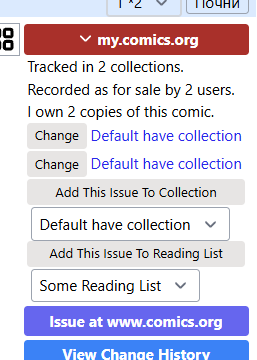 1 *2
Почни
my.comics.org
Tracked in 2 collections.
Recorded as for sale by 2 users.
I own 2 copies of this comic.
Change Default have collection
Change Default have collection
Add This Issue To Collection
Default have collection
Add This Issue To Reading List
Some Reading List
Issue at www.comics.org
View Change History